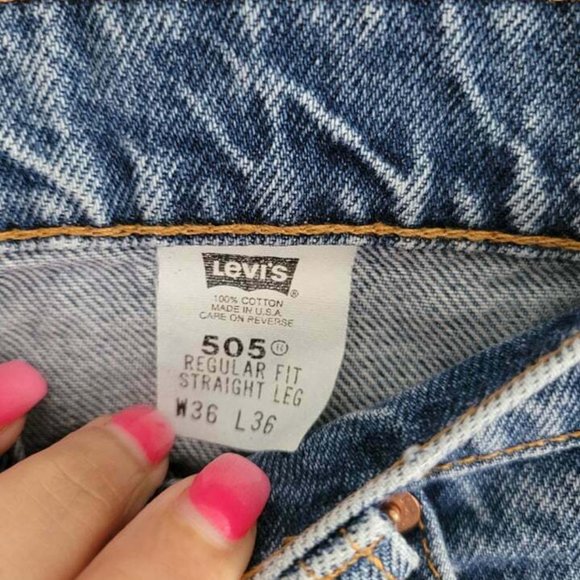 Levi's ®
100% COTTON
MADE IN U.S.A
CARE ON REVERSE
505
REGULAR FIT
STRAIGHT LEG
W36 L36